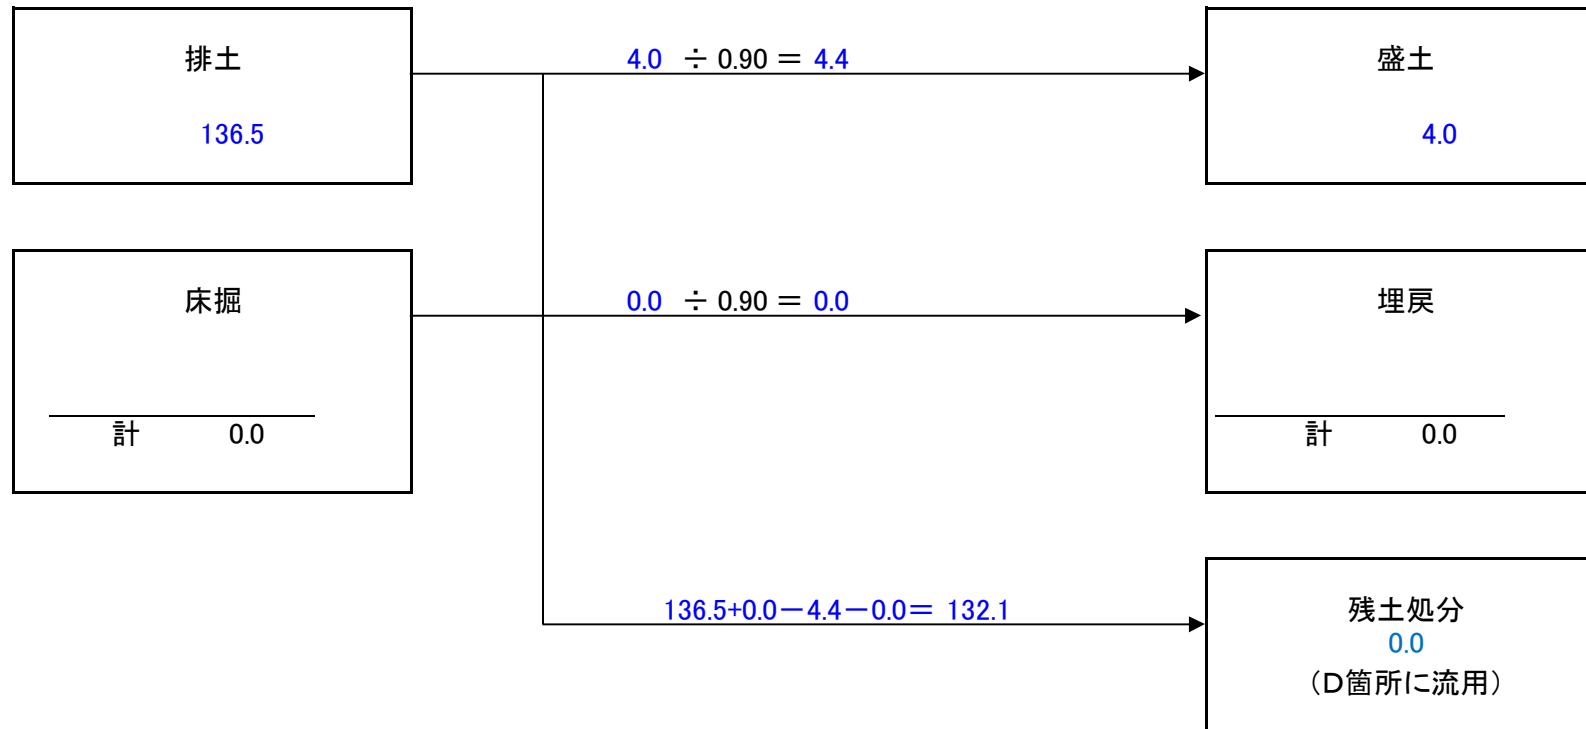 排土
136.5
4.0 ÷ 0.90 = 4.4
盛土
4.0
床掘
計 0.0
0.0 ÷ 0.90 = 0.0
埋戻
計 0.0
136.5+0.0－4.4－0.0＝ 132.1
残土処分
0.0
（D箇所に流用）